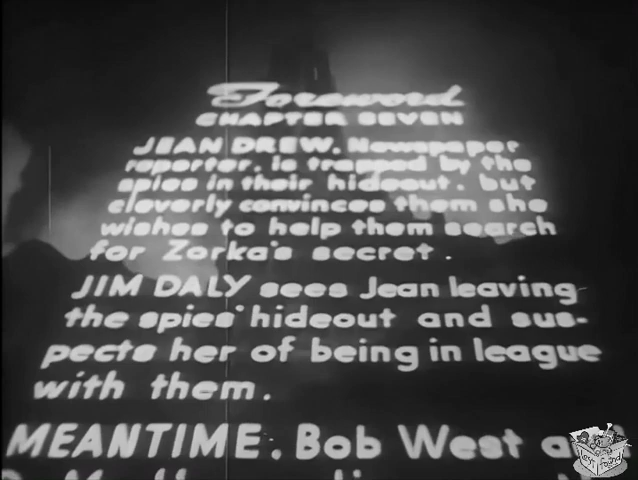 Foreword
CHAPTER SEVEN
JEAN DREW, Newspaper
reporter, is trapped by the
spies in their hideout, but
cleverly convinces them she
wishes to help them search
for Zorka's secret.
JIM DALY sees Jean leaving
the spies' hideout and sus-
pects her of being in league
with them.
MEANTIME, Bob West